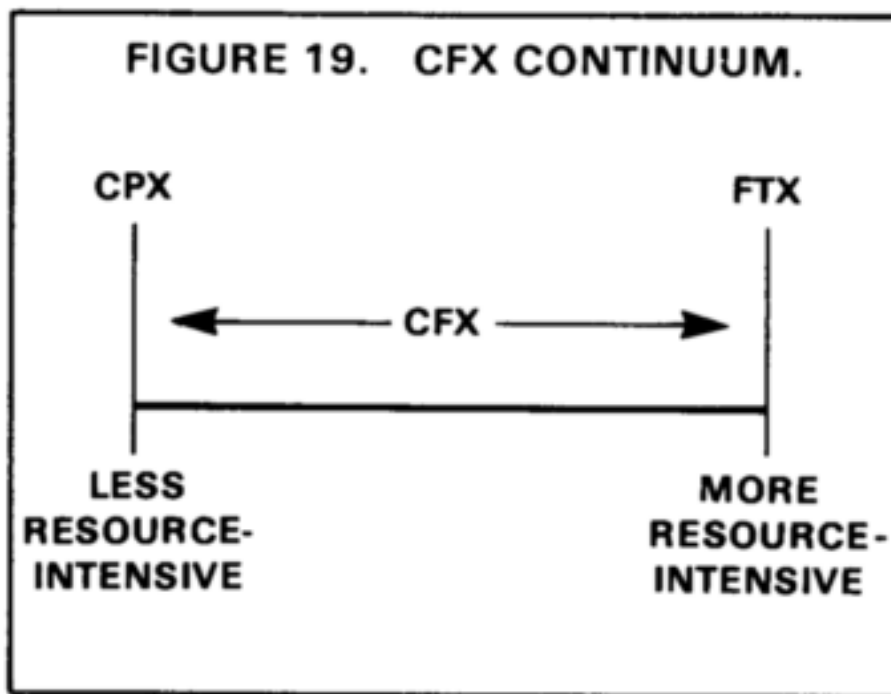 FIGURE 19. CFX CONTINUUM.
CPX FTX
CFX
LESS RESOURCE-INTENSIVE
MORE RESOURCE-INTENSIVE